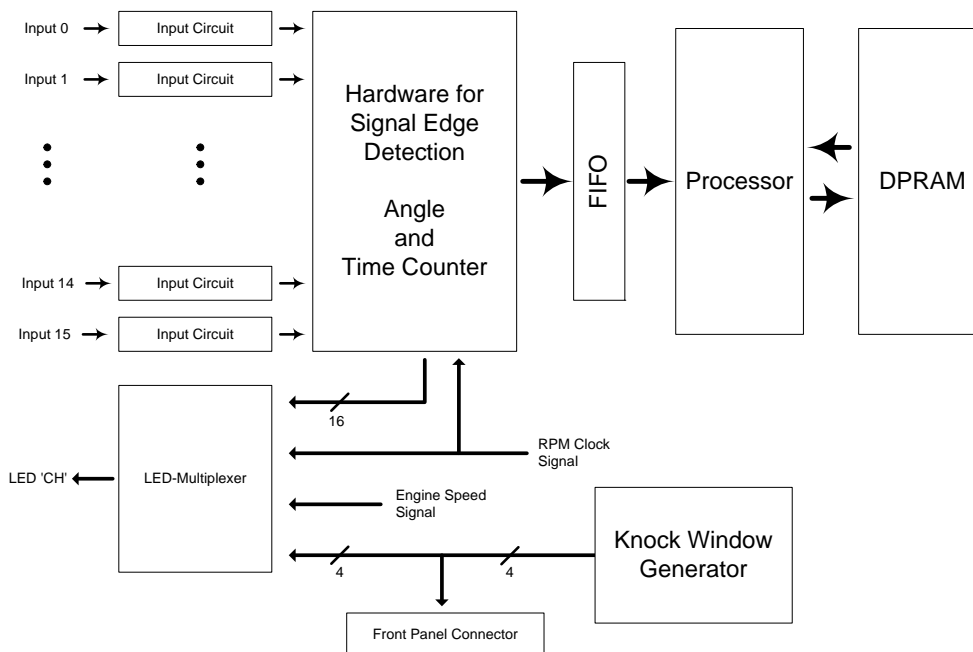 Input 0
Input Circuit
Input 1
Input Circuit
Hardware for
Signal Edge
Detection
Angle
and
Time Counter
FIFO
Processor
DPRAM
Input 14
Input Circuit
Input 15
Input Circuit
16
LED 'CH'
LED-Multiplexer
RPM Clock
Signal
Engine Speed
Signal
4
4
Knock Window
Generator
Front Panel Connector